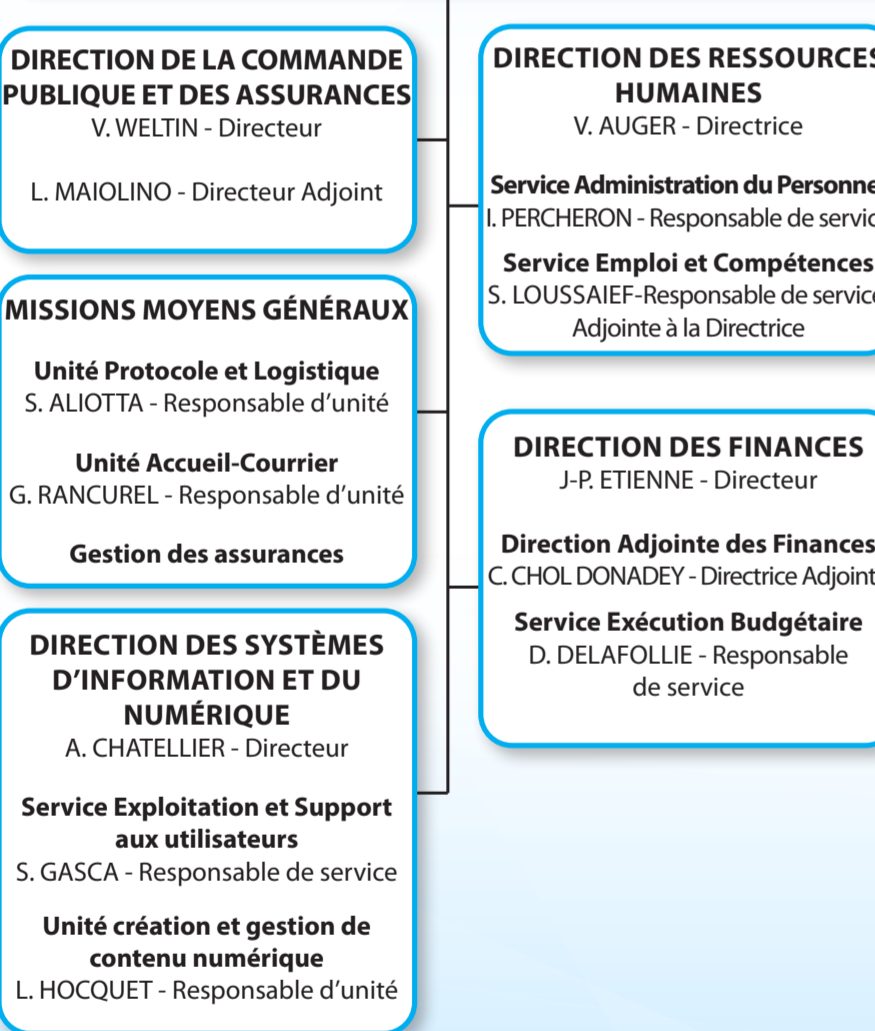 DIRECTION DE LA COMMANDE
PUBLIQUE ET DES ASSURANCES
V. WELTIN - Directeur
L. MAIOLINO - Directeur Adjoint
MISSIONS MOYENS GÉNÉRAUX
Unité Protocole et Logistique
S. ALIOTTA - Responsable d’unité
Unité Accueil-Courrier
G. RANCUREL - Responsable d’unité
Gestion des assurances
DIRECTION DES SYSTÈMES
D’INFORMATION ET DU
NUMÉRIQUE
A. CHATELLIER - Directeur
Service Exploitation et Support
aux utilisateurs
S. GASCA - Responsable de service
Unité création et gestion de
contenu numérique
L. HOCQUET - Responsable d’unité
DIRECTION DES RESSOURCES
HUMAINES
V. AUGER - Directrice
Service Administration du Personne
I. PERCHERON - Responsable de servic
Service Emploi et Compétences
S. LOUSSAIEF-Responsable de service
Adjointe à la Directrice
DIRECTION DES FINANCES
J-P. ETIENNE - Directeur
Direction Adjointe des Finances
C. CHOL DONADEY - Directrice Adjoint
Service Exécution Budgétaire
D. DELAFOLLIE - Responsable
de service